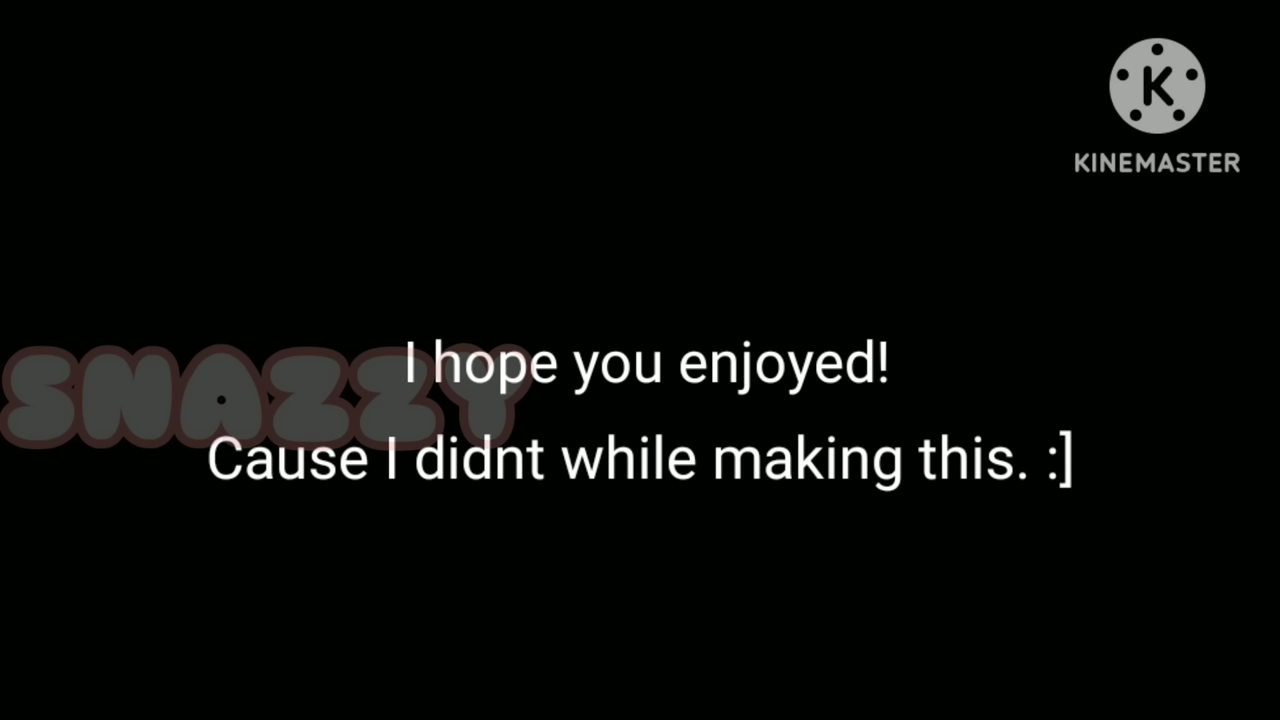 K
KINEMASTER
SNAZZY
I hope you enjoyed!
Cause I didnt while making this. :]